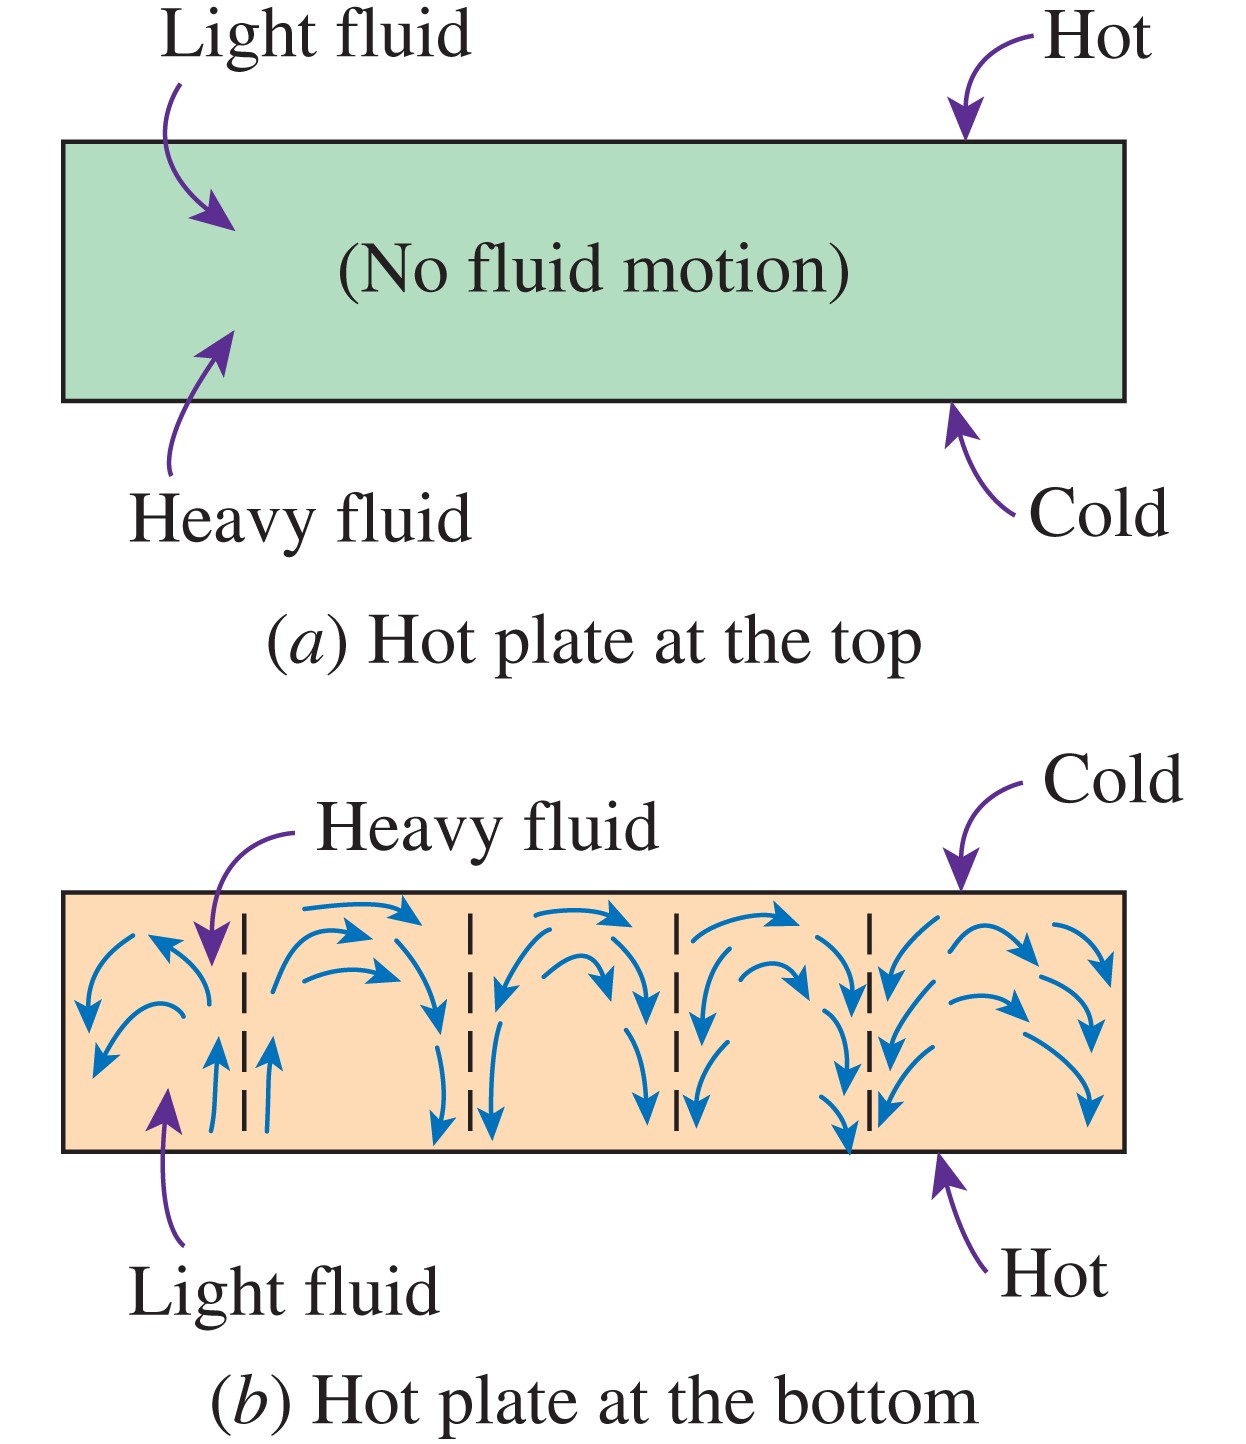 Light fluid
Hot
(No fluid motion)
Heavy fluid
Cold
(a) Hot plate at the top
Cold
Heavy fluid
Light fluid
Hot
(b) Hot plate at the bottom